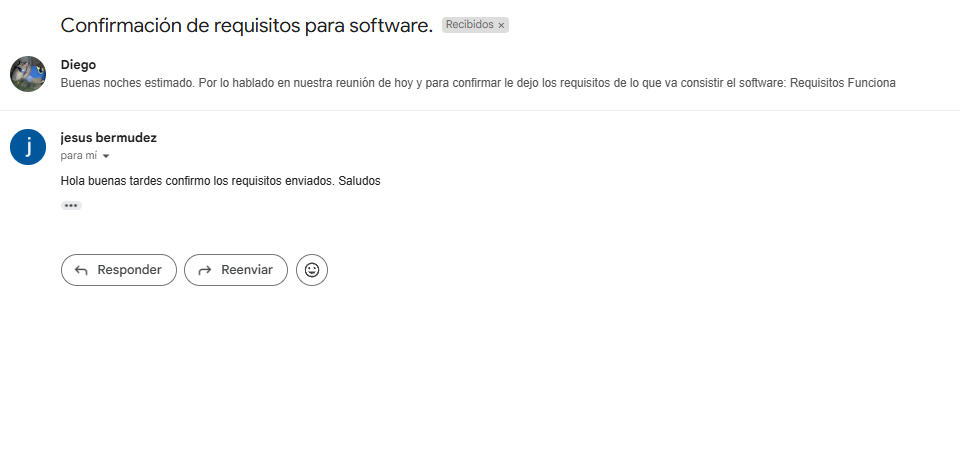 Confirmación de requisitos para software. Recibidos ×
Diego
Buenas noches estimado. Por lo hablado en nuestra reunión de hoy y para confirmar le dejo los requisitos de lo que va consistir el software: Requisitos Funciona
j
jesus bermudez
para mí
Hola buenas tardes confirmo los requisitos enviados. Saludos
•••
Responder Reenviar